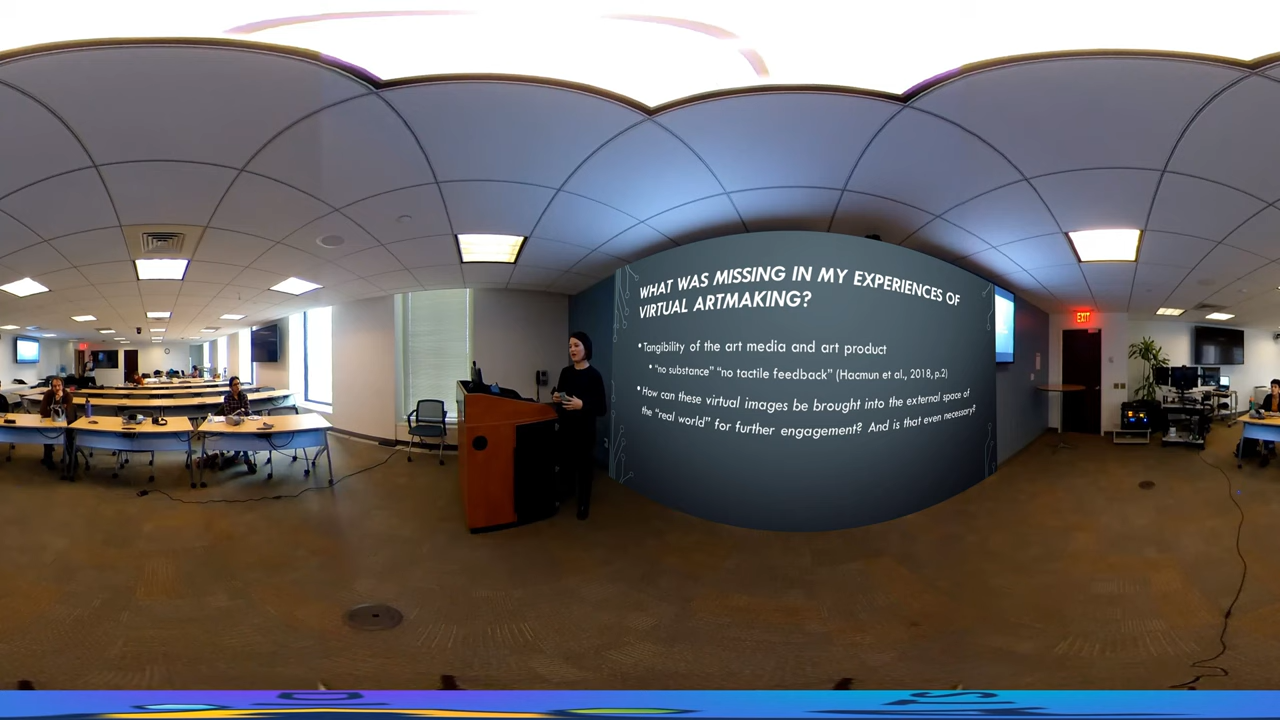 WHAT WAS MISSING IN MY EXPERIENCES OF
VIRTUAL ARTMAKING?
•Tangibility of the art media and art product
•"no substance" "no tactile feedback" (Hacmun et al., 2018, p.2)
•How can these virtual images be brought into the external space of
the "real world" for further engagement? And is that even necessary?
EXIT